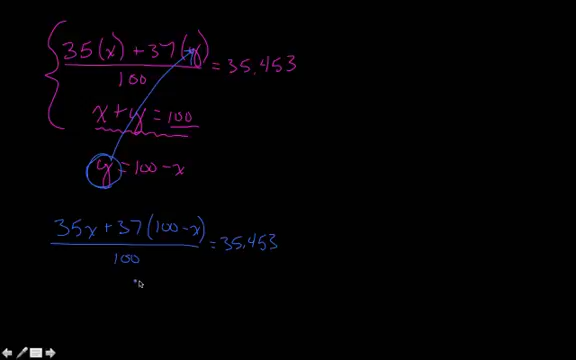 35(x) + 37(y)
100
= 35.453
x + y = 100
y = 100 - x
35x + 37(100 - x)
100
= 35.453